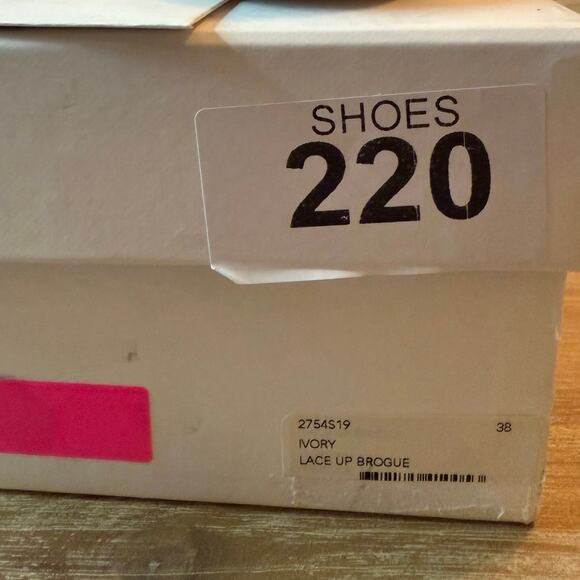 SHOES
220
2754S19 38
IVORY
LACE UP BROGUE